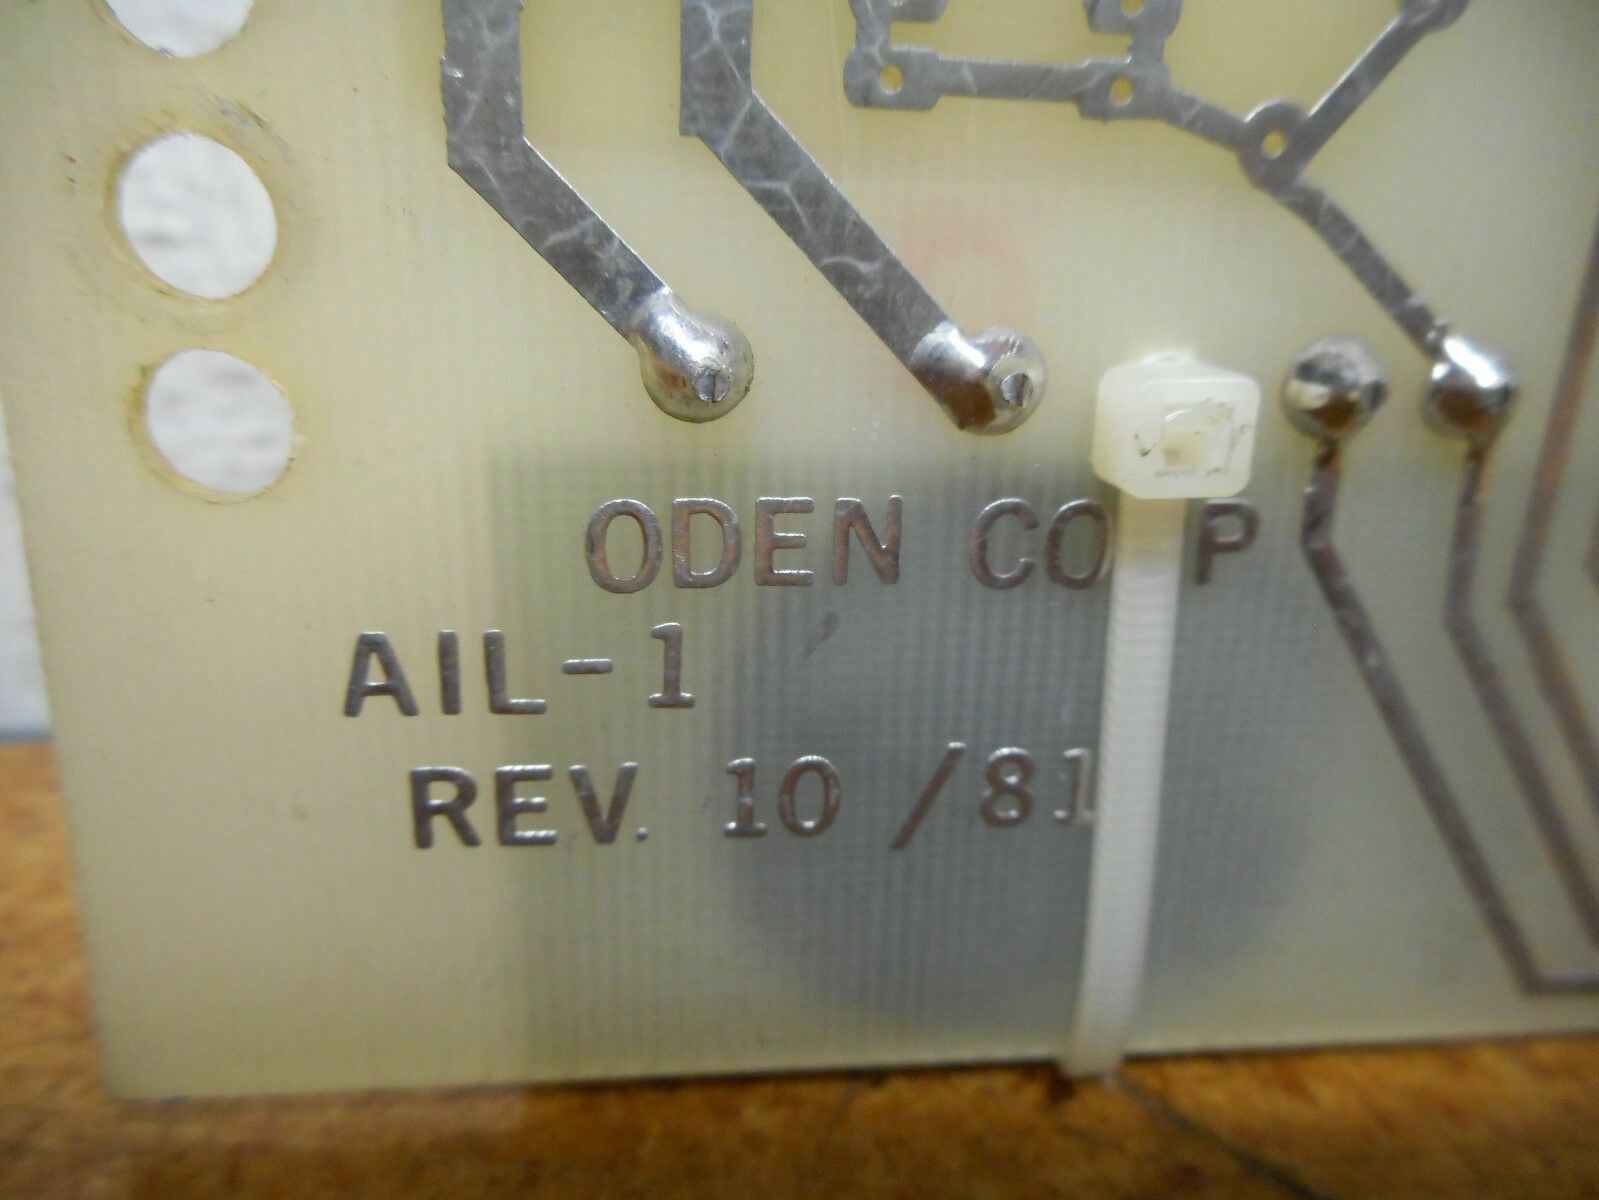 ODEN CO P
AIL-1
REV. 10/81